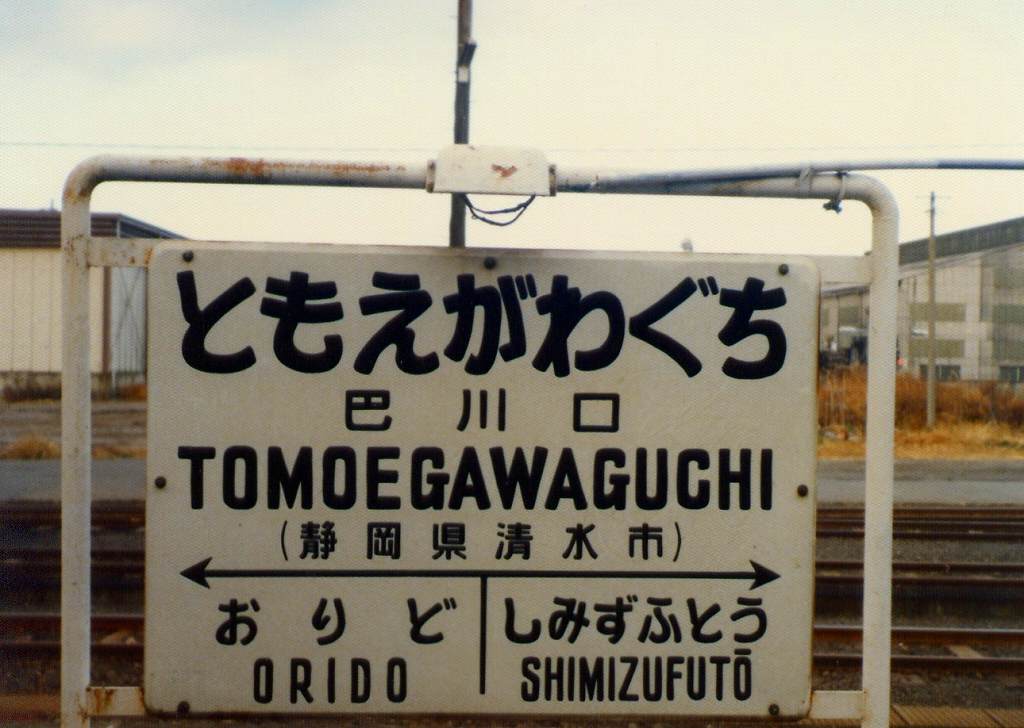 ともえがわぐち
巴川口
TOMOEGAWAGUCHI
(静岡県清水市)
おりど しみずふとう
ORIDO SHIMIZUFUTŌ